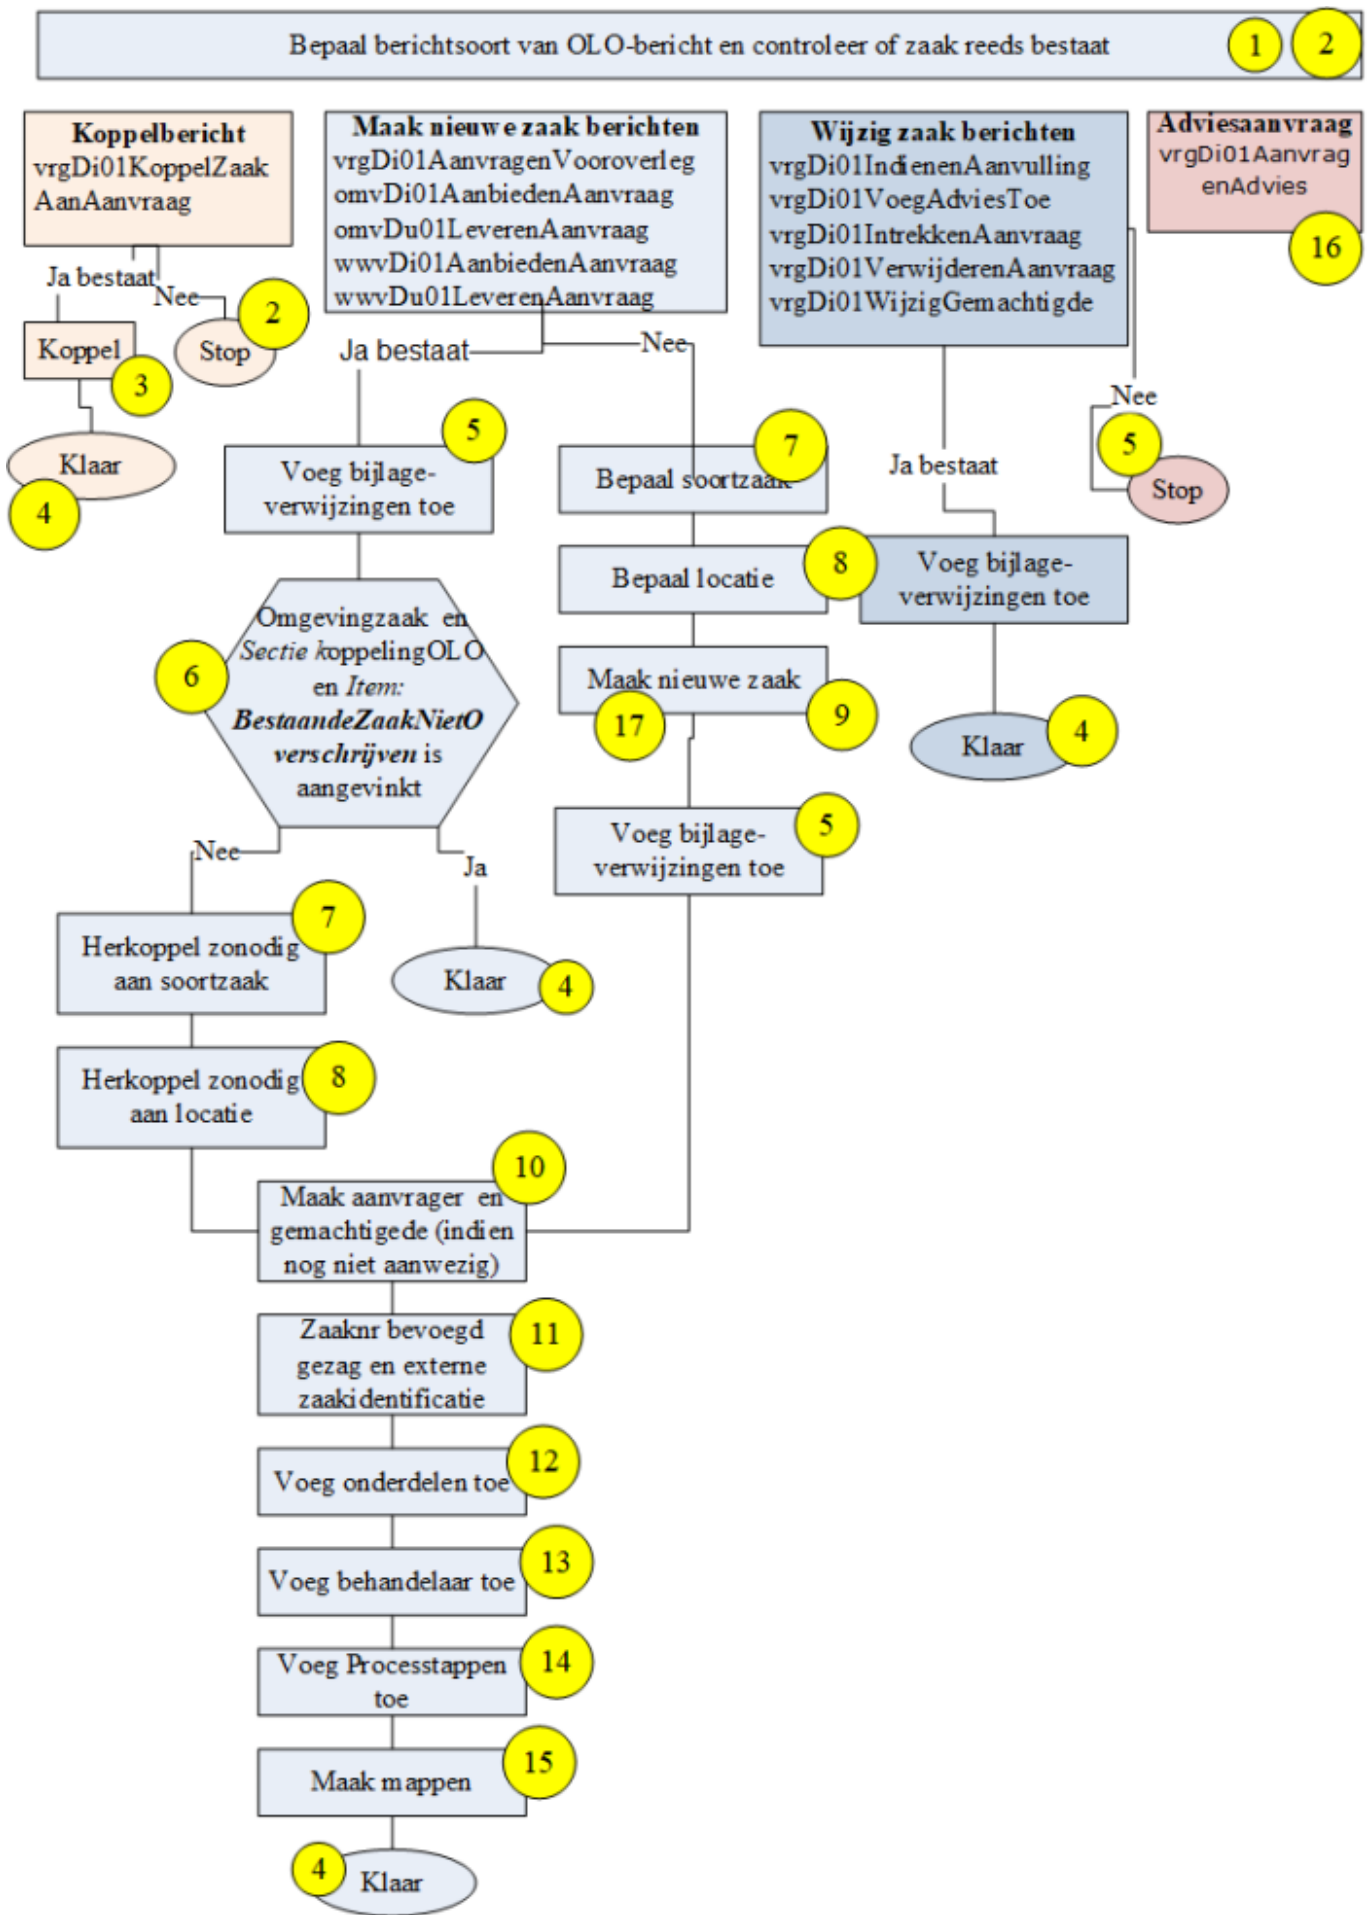 Bepaal berichtsoort van OLO-bericht en controleer of zaak reeds bestaat
1
2
Koppelbericht
vrgDi01KoppelZaak
AanAanvraag
Ja bestaat
Nee
2
Stop
Koppel
3
Klaar
4
Maak nieuwe zaak berichten
vrgDi01AanvragenVooroverleg
omvDi01AanbiedenAanvraag
omvDu01LeverenAanvraag
wwvDi01AanbiedenAanvraag
wwvDu01LeverenAanvraag
Ja bestaat
Nee
Wijzig zaak berichten
vrgDi01IndienenAanvulling
vrgDi01VoegAdviesToe
vrgDi01IntrekkenAanvraag
vrgDi01VerwijderenAanvraag
vrgDi01WijzigGemachtigde
Nee
5
Stop
Ja bestaat
Adviesaanvraag
vrgDi01Aanvrag
enAdvies
16
5
Voeg bijlage-
verwijzingen toe
6
Omgevingzaak en
Sectie koppelingOLO
en Item:
BestaandeZaakNietO
verschrijven is
aangevinkt
Nee
Ja
Klaar
4
7
Bepaal soortzaak
Bepaal locatie
8
Maak nieuwe zaak
17
9
Voeg bijlage-
verwijzingen toe
5
Voeg bijlage-
verwijzingen toe
Klaar
4
7
Herkoppel zonodig
aan soortzaak
Herkoppel zonodig
aan locatie
8
10
Maak aanvrager en
gemachtigede (indien
nog niet aanwezig)
Zaaknr bevoegd
gezag en externe
zaakidentificatie
11
Voeg onderdelen toe
12
Voeg behandelaar toe
13
Voeg Processtappen
toe
14
Maak mappen
15
4
Klaar